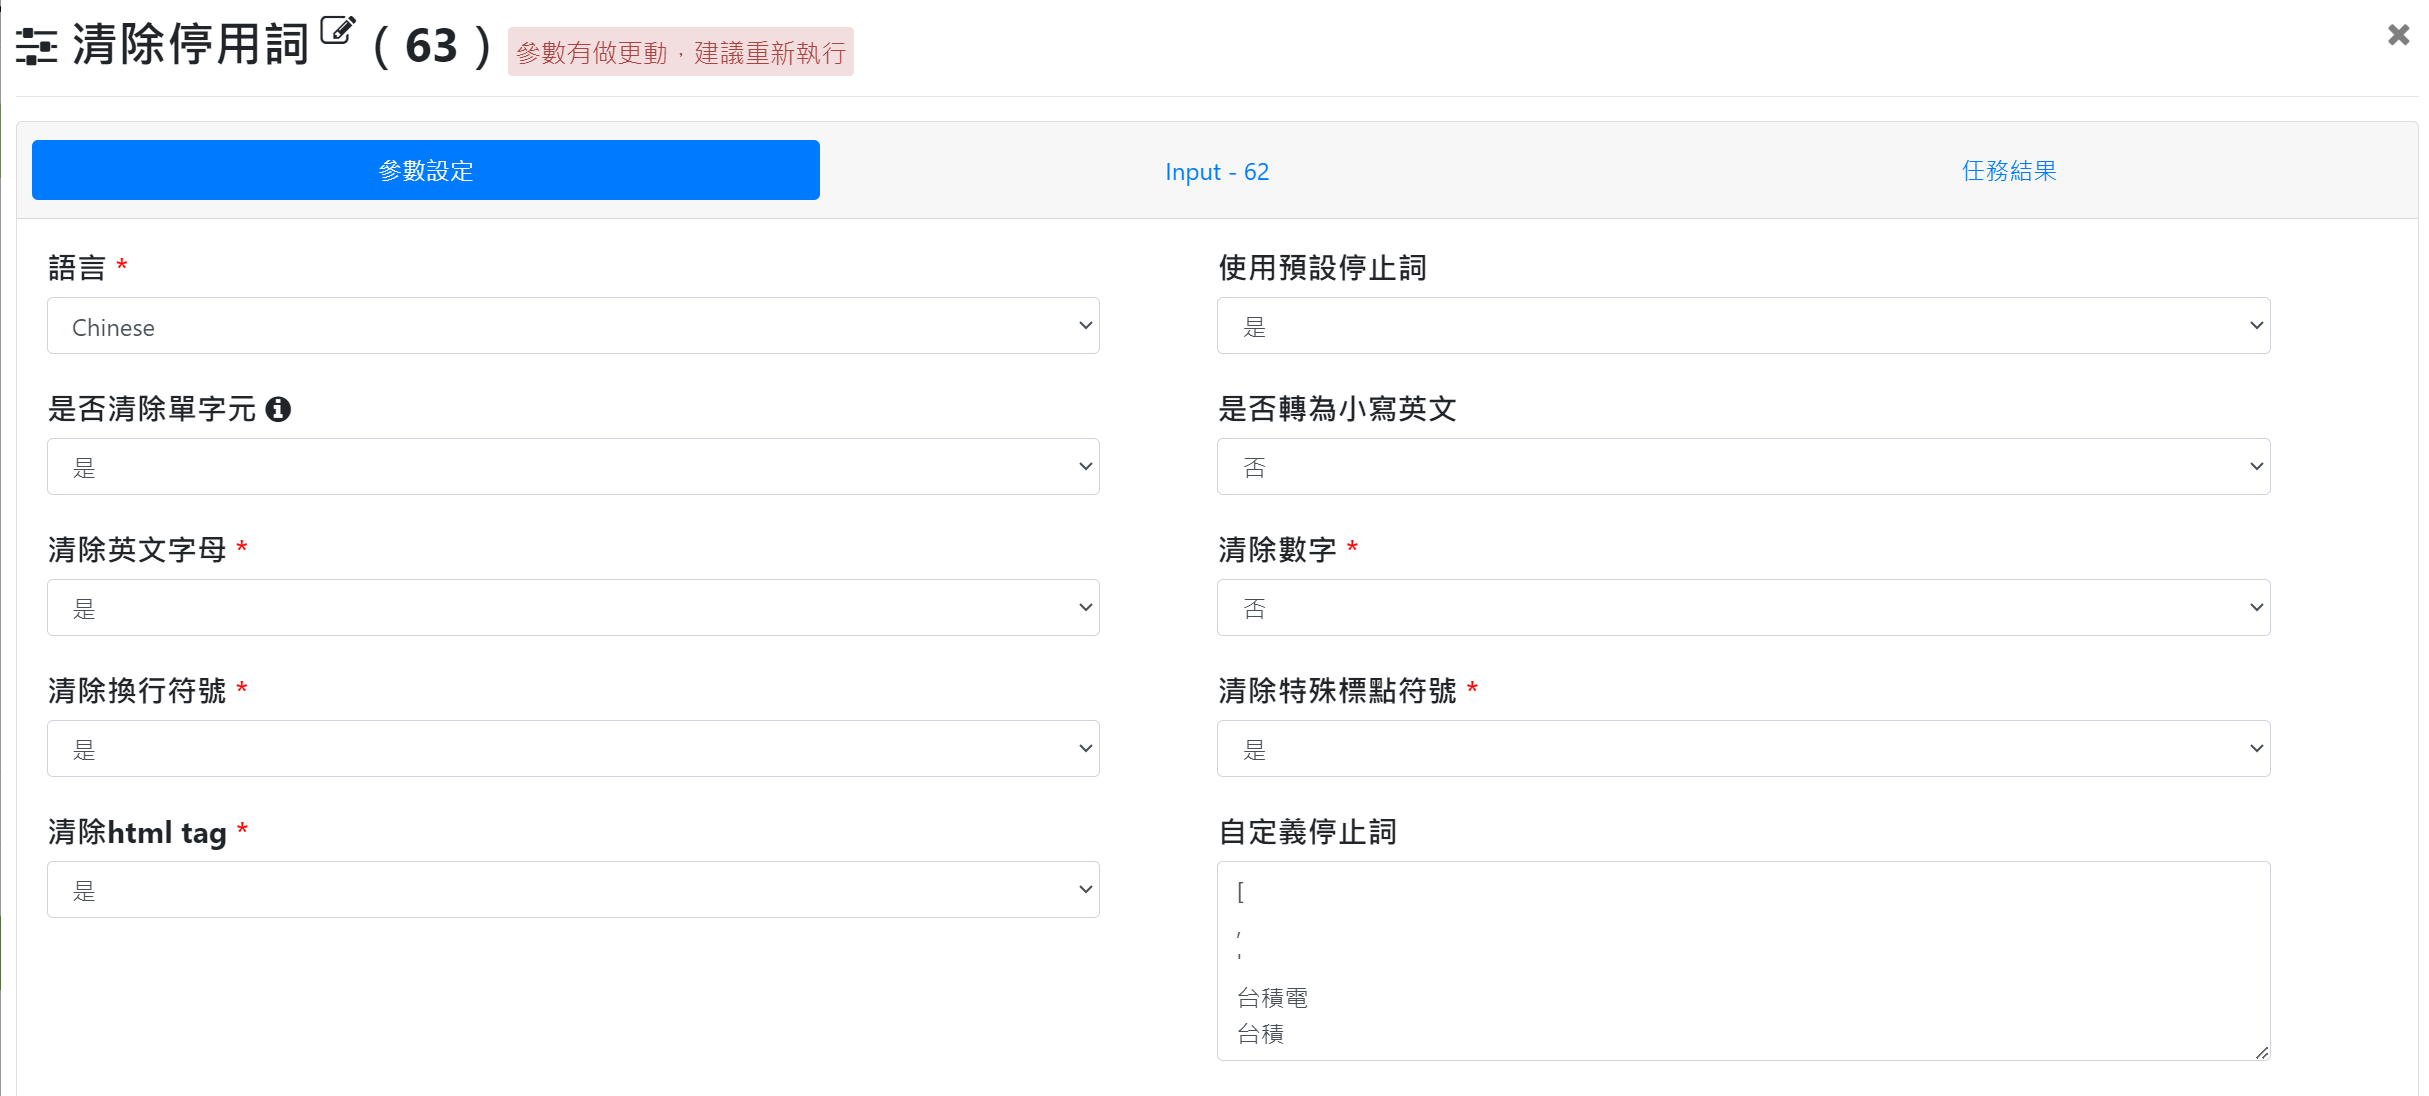 清除停用詞 ( 63 ) 參數有做更動，建議重新執行
參數設定 Input - 62 任務結果
語言 * 使用預設停止詞
Chinese 是
是否清除單字元 是否轉為小寫英文
是 否
清除英文字母 * 清除數字 *
是 否
清除換行符號 * 清除特殊標點符號 *
是 是
清除html tag * 自定義停止詞
是 [
,
'
台積電
台積